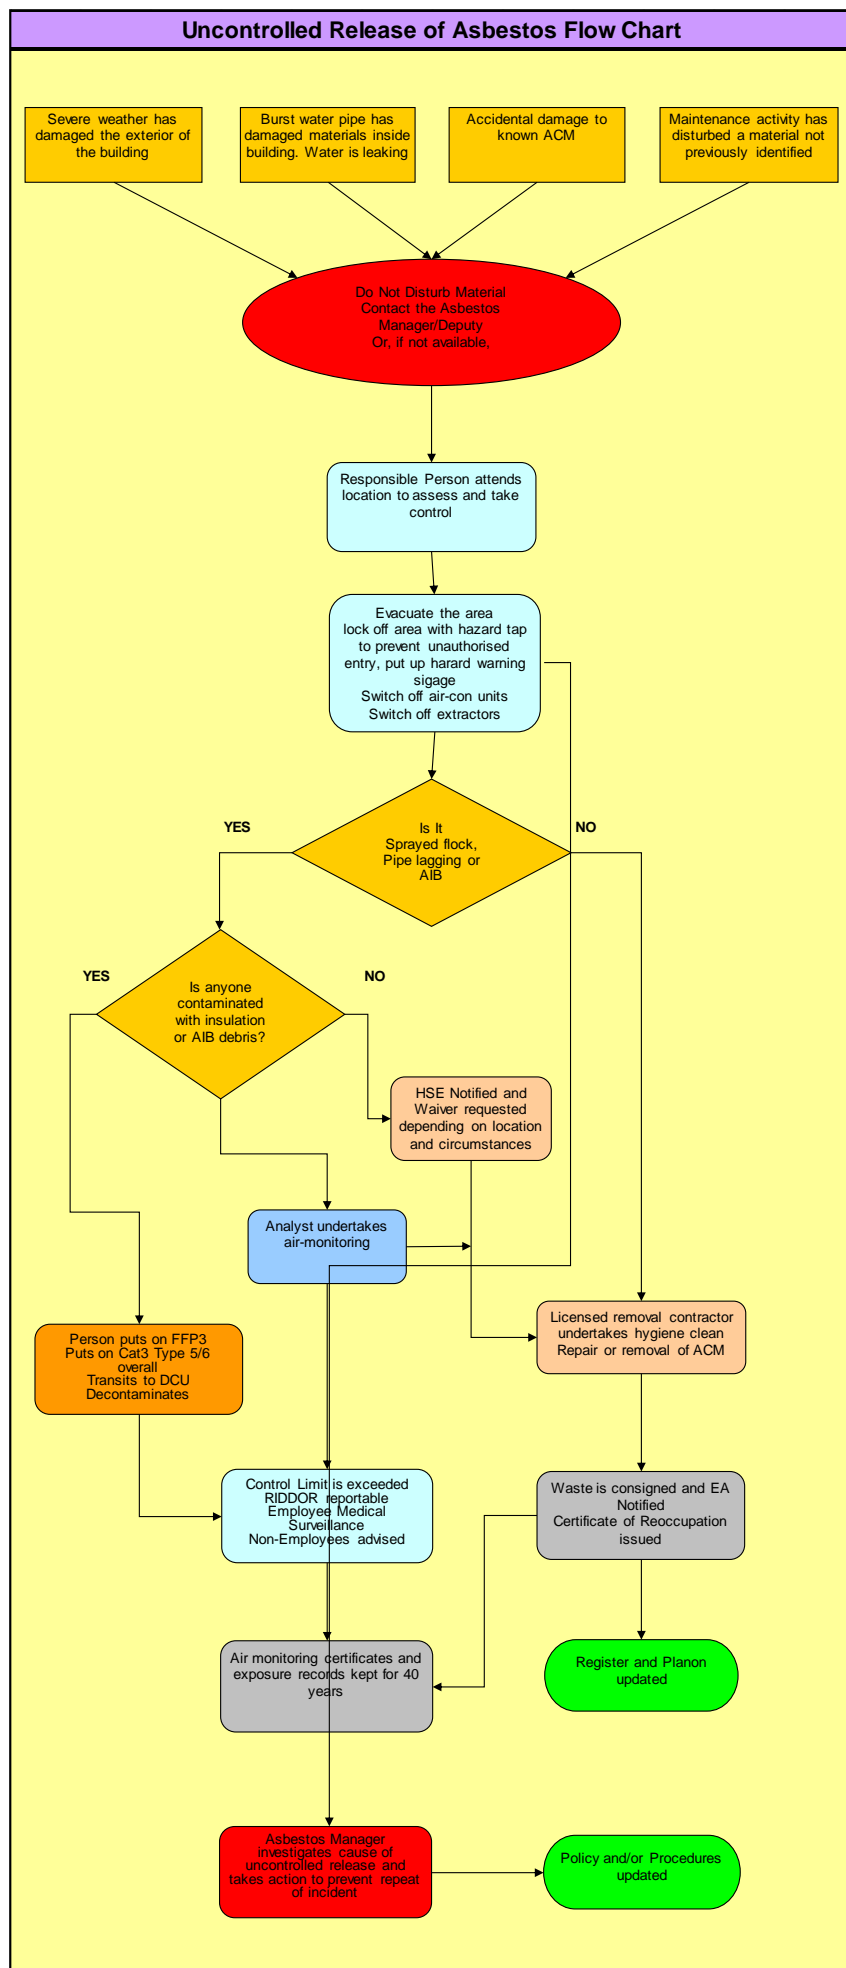 Uncontrolled Release of Asbestos Flow Chart
Severe weather has
damaged the exterior of
the building
Burst water pipe has
damaged materials inside
building. Water is leaking
Accidental damage to
known ACM
Maintenance activity has
disturbed a material not
previously identified
Do Not Disturb Material
Contact the Asbestos
Manager/Deputy
Or, if not available,
Responsible Person attends
location to assess and take
control
Evacuate the area
lock off area with hazard tap
to prevent unauthorised
entry, put up harard warning
sigage
Switch off air-con units
Switch off extractors
YES
Is It
Sprayed flock,
Pipe lagging or
AIB
NO
YES
Is anyone
contaminated
with insulation
or AIB debris?
NO
HSE Notified and
Waiver requested
depending on location
and circumstances
Analyst undertakes
air-monitoring
Person puts on FFP3
Puts on Cat3 Type 5/6
overall
Transits to DCU
Decontaminates
Licensed removal contractor
undertakes hygiene clean
Repair or removal of ACM
Control Limit is exceeded
RIDDOR reportable
Employee Medical
Surveillance
Non-Employees advised
Waste is consigned and EA
Notified
Certificate of Reoccupation
issued
Air monitoring certificates and
exposure records kept for 40
years
Register and Planon
updated
Asbestos Manager
investigates cause of
uncontrolled release and
takes action to prevent repeat
of incident
Policy and/or Procedures
updated